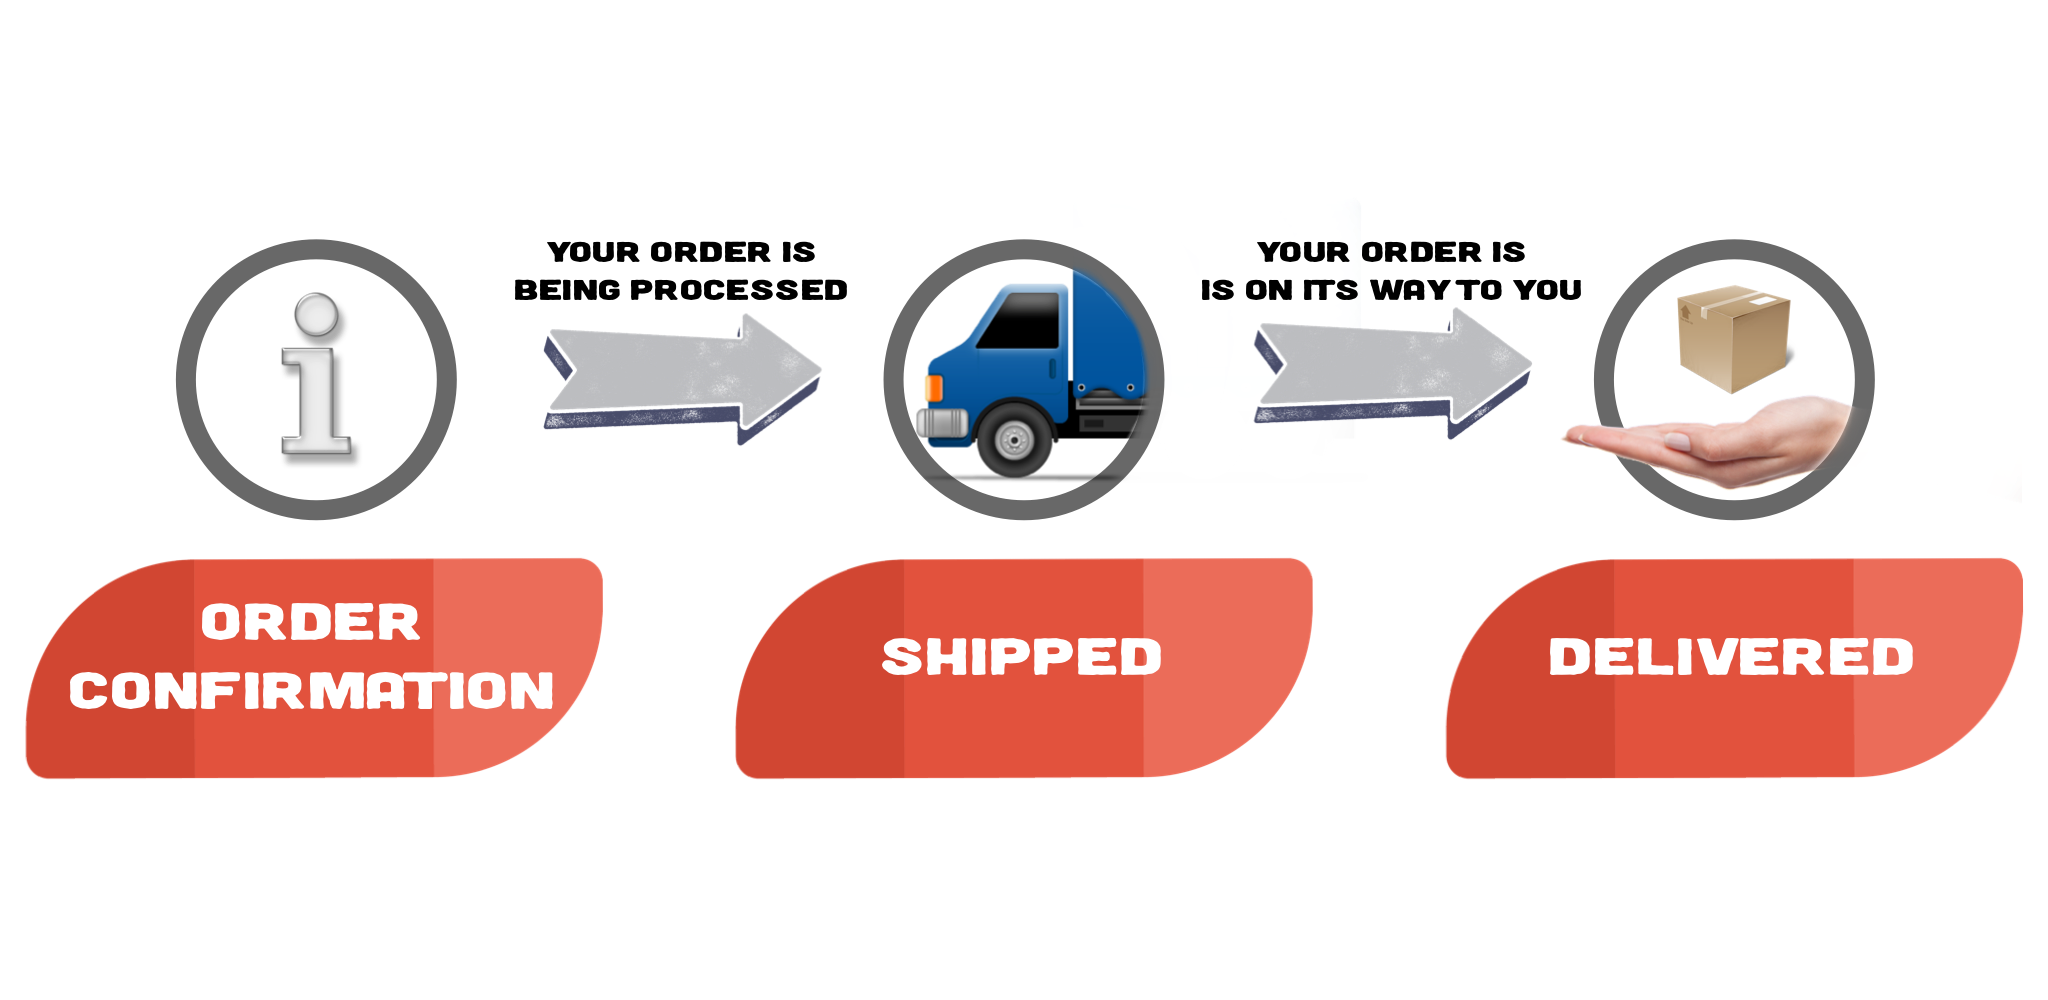 YOUR ORDER IS
BEING PROCESSED
YOUR ORDER IS
IS ON ITS WAY TO YOU
ORDER
CONFIRMATION
SHIPPED
DELIVERED